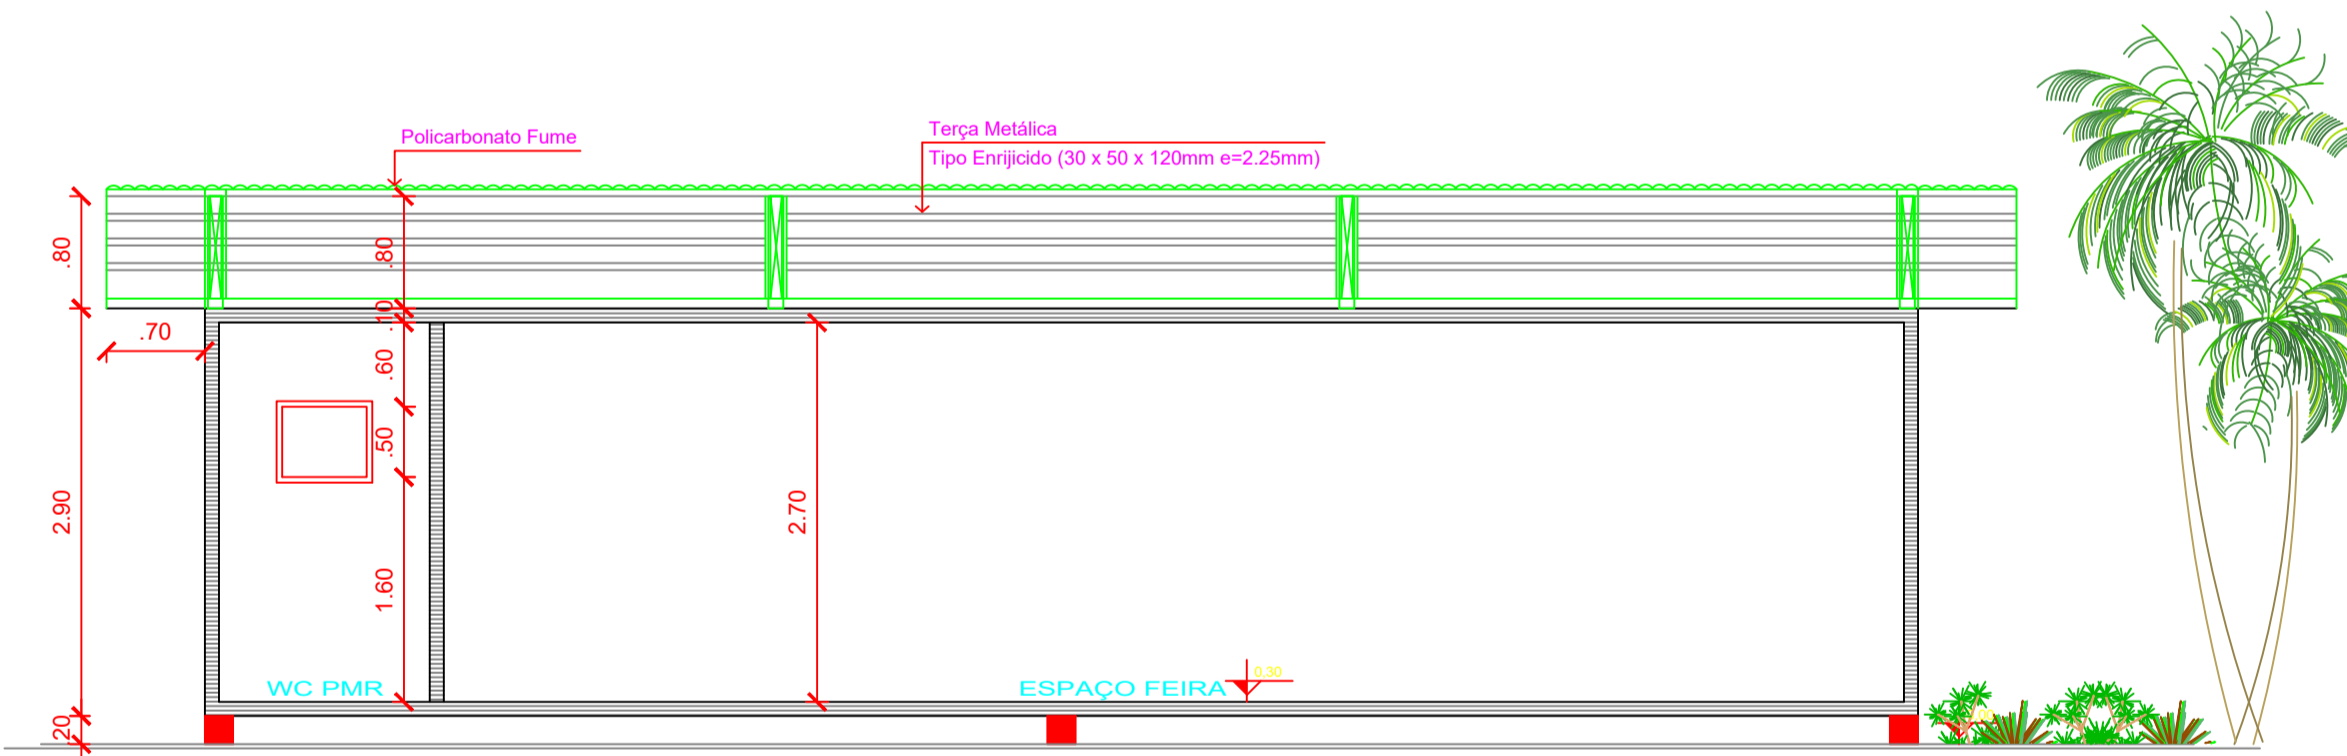 Policarbonato Fume
Terça Metálica
Tipo Enrijicido (30 x 50 x 120mm e=2.25mm)
.80
.80
.10
.70
.60
.50
2.90
2.70
1.60
WC PMR
ESPAÇO FEIRA
0.30
.20